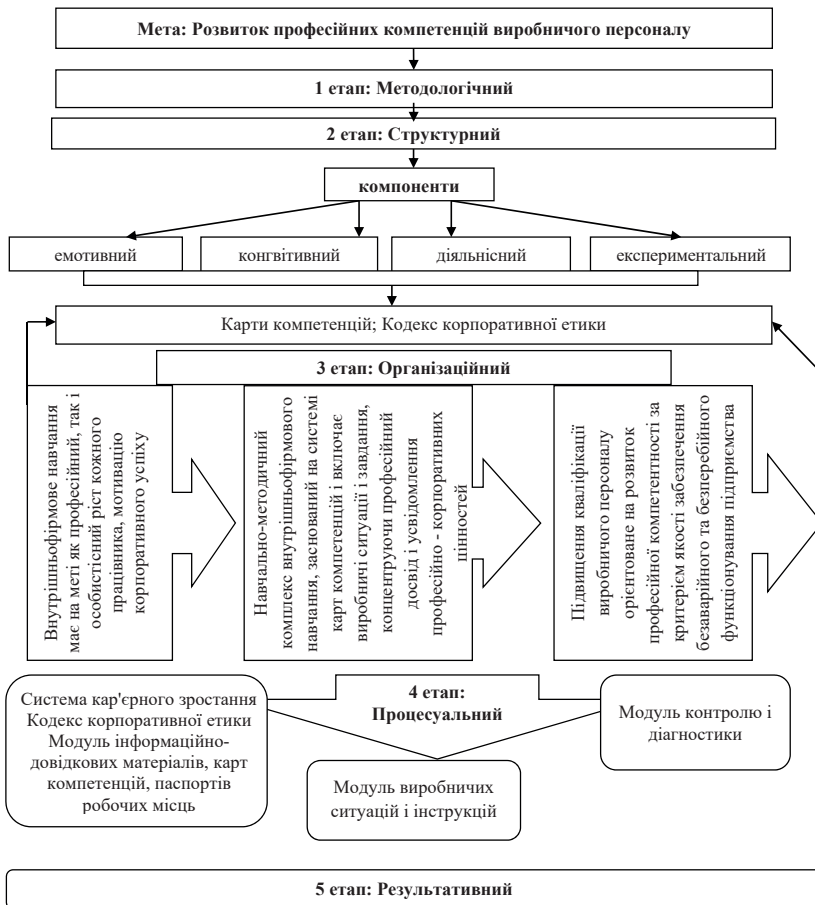 Мета: Розвиток професійних компетенцій виробничого персоналу
1 етап: Методологічний
2 етап: Структурний
компоненти
емотивний
конгвітивний
діяльнісний
експериментальний
Карти компетенцій; Кодекс корпоративної етики
3 етап: Організаційний
Внутрішньофірмове навчання
має на меті як професійний, так і
особистісний ріст кожного
працівника, мотивацію
корпоративного успіху
Навчально-методичний
комплекс внутрішньофірмового
навчання, заснований на системі
карт компетенцій і включає
виробничі ситуації і завдання,
концентруючи професійний
досвід і усвідомлення
професійно - корпоративних
цінностей
Підвищення кваліфікації
виробничого персоналу
орієнтоване на розвиток
професійної компетентності за
критерієм якості забезпечення
безаварійного та безперебійного
функціонування підприємства
Система кар'єрного зростання
Кодекс корпоративної етики
Модуль інформаційно-
довідкових матеріалів, карт
компетенцій, паспортів
робочих місць
4 етап:
Процесуальний
Модуль контролю і
діагностики
Модуль виробничих
ситуацій і інструкцій
5 етап: Результативний